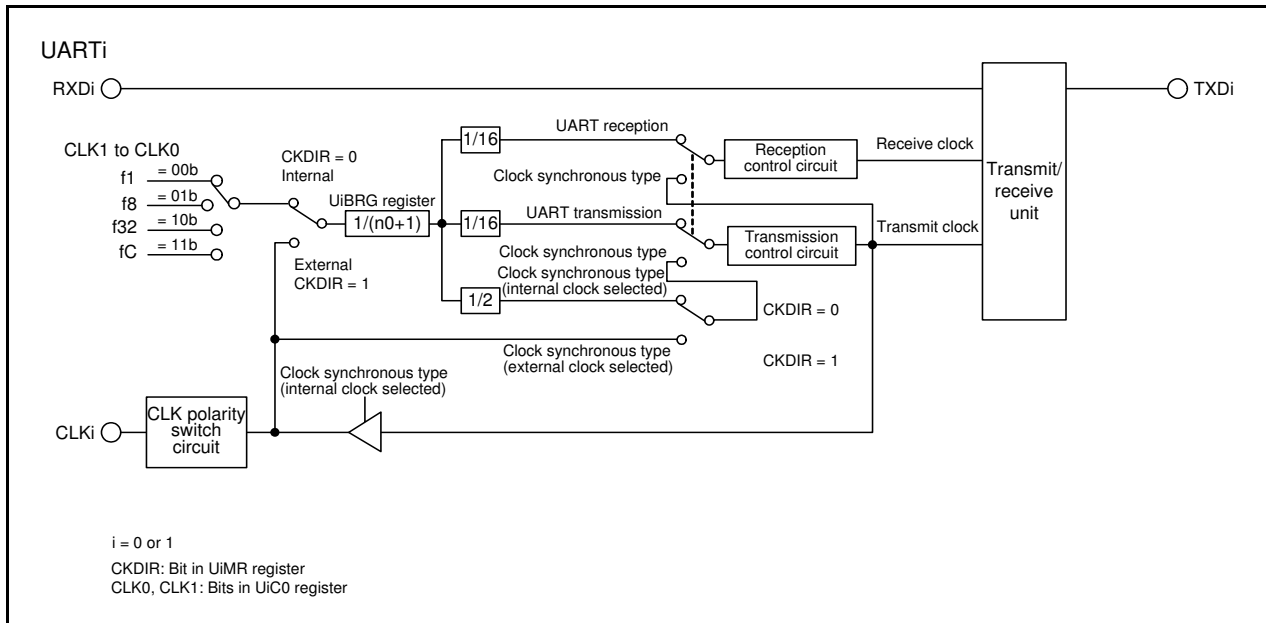 UARTi
RXDi
TXDi
CLK1 to CLK0
f1 = 00b
f8 = 01b
f32 = 10b
fC = 11b
CKDIR = 0
Internal
External
CKDIR = 1
UiBRG register
1/(n0+1)
1/16
UART reception
Clock synchronous type
Reception
control circuit
Receive clock
1/16
UART transmission
Clock synchronous type
Transmission
control circuit
Transmit clock
Transmit/
receive
unit
Clock synchronous type
(internal clock selected)
1/2
CKDIR = 0
Clock synchronous type
(external clock selected)
CKDIR = 1
Clock synchronous type
(internal clock selected)
CLKi
CLK polarity
switch
circuit
i = 0 or 1
CKDIR: Bit in UiMR register
CLK0, CLK1: Bits in UiC0 register